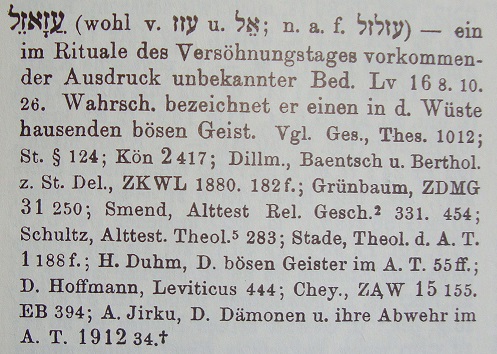 עֲזָאזֵל (wohl v. עזז u. אֵל; n. a. f. עזלזל) — ein
im Rituale des Versöhnungstages vorkommen-
der Ausdruck unbekannter Bed. Lv 16 8. 10.
26. Wahrsch. bezeichnet er einen in d. Wüste
hausenden bösen Geist. Vgl. Ges., Thes. 1012;
St. § 124; Kön 2 417; Dillm., Baentsch u. Berthol.
z. St. Del., ZKWL 1880. 182 f.; Grünbaum, ZDMG
31 250; Smend, Alttest Rel. Gesch.² 331. 454;
Schultz, Alttest. Theol.⁵ 283; Stade, Theol. d. A. T.
1 188 f.; H. Duhm, D. bösen Geister im A. T. 55 ff.;
D. Hoffmann, Leviticus 444; Chey., ZAW 15 155.
EB 394; A. Jirku, D. Dämonen u. ihre Abwehr im
A. T. 1912 34.†